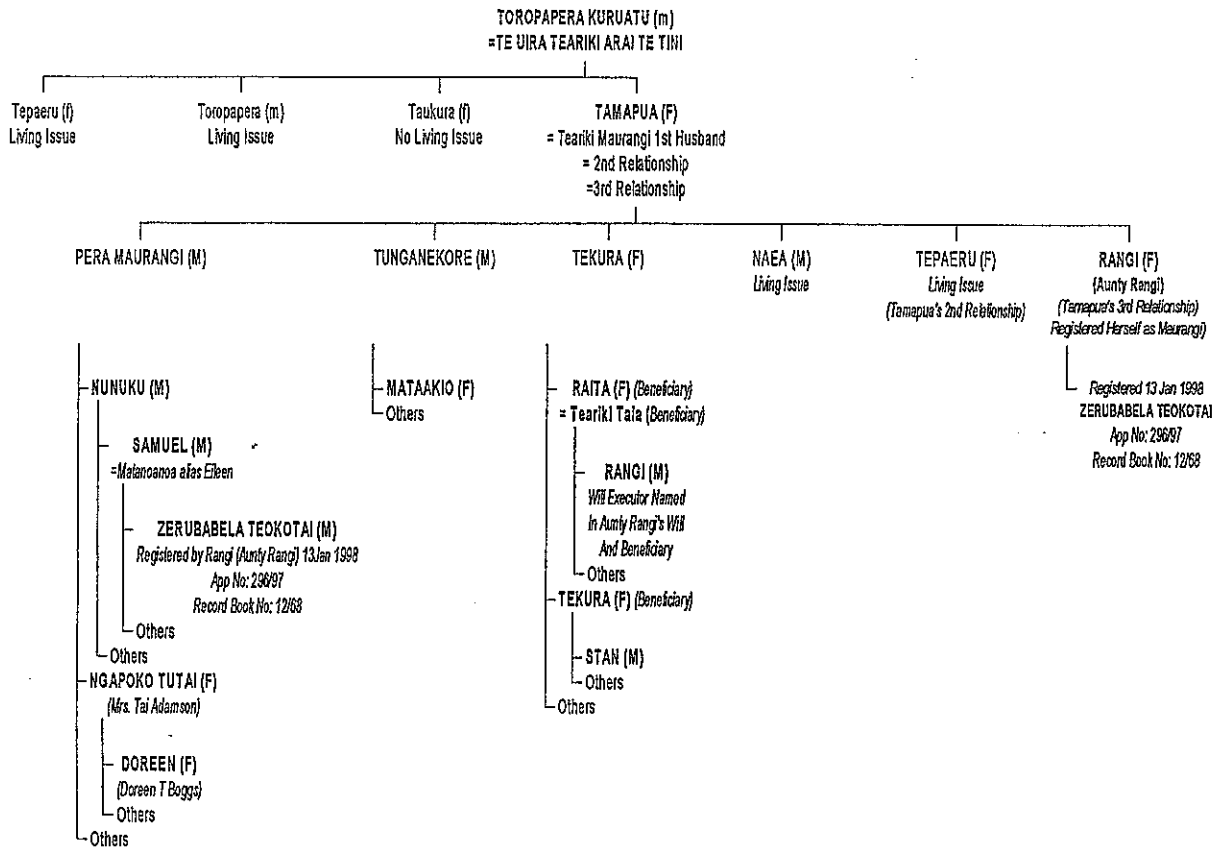 TOROPAPERA KURUATU (m)
=TE UIRA TEARIKI ARAI TE TINI
Tepaeru (f)
Living Issue
Toropapera (m)
Living Issue
Taukura (f)
No Living Issue
TAMAPUA (F)
= Teariki Maurangi 1st Husband
= 2nd Relationship
=3rd Relationship
PERA MAURANGI (M)
TUNGANEKORE (M)
TEKURA (F)
NAEA (M)
Living Issue
TEPAERU (F)
Living Issue
(Tamapua's 2nd Relationship)
RANGI (F)
(Aunty Rangi)
(Tamapua's 3rd Relationship)
Registered Herself as Maurangi)
NUNUKU (M)
SAMUEL (M)
=Matanoanoa alias Eileen
ZERUBABELA TEOKOTAI (M)
Registered by Rangi (Aunty Rangi) 13Jan 1998
App No: 296/97
Record Book No: 12/68
Others
Others
NGAPOKO TUTAI (F)
(Mrs. Tai Adamson)
DOREEN (F)
(Doreen T Boggs)
Others
Others
MATAAKIO (F)
Others
RAITA (F) (Beneficiary)
= Teariki Taia (Beneficiary)
RANGI (M)
Will Executor Named
In Aunty Rangi's Will
And Beneficiary
Others
TEKURA (F) (Beneficiary)
STAN (M)
Others
Others
Registered 13 Jan 1998
ZERUBABELA TEOKOTAI
App No: 296/97
Record Book No: 12/68